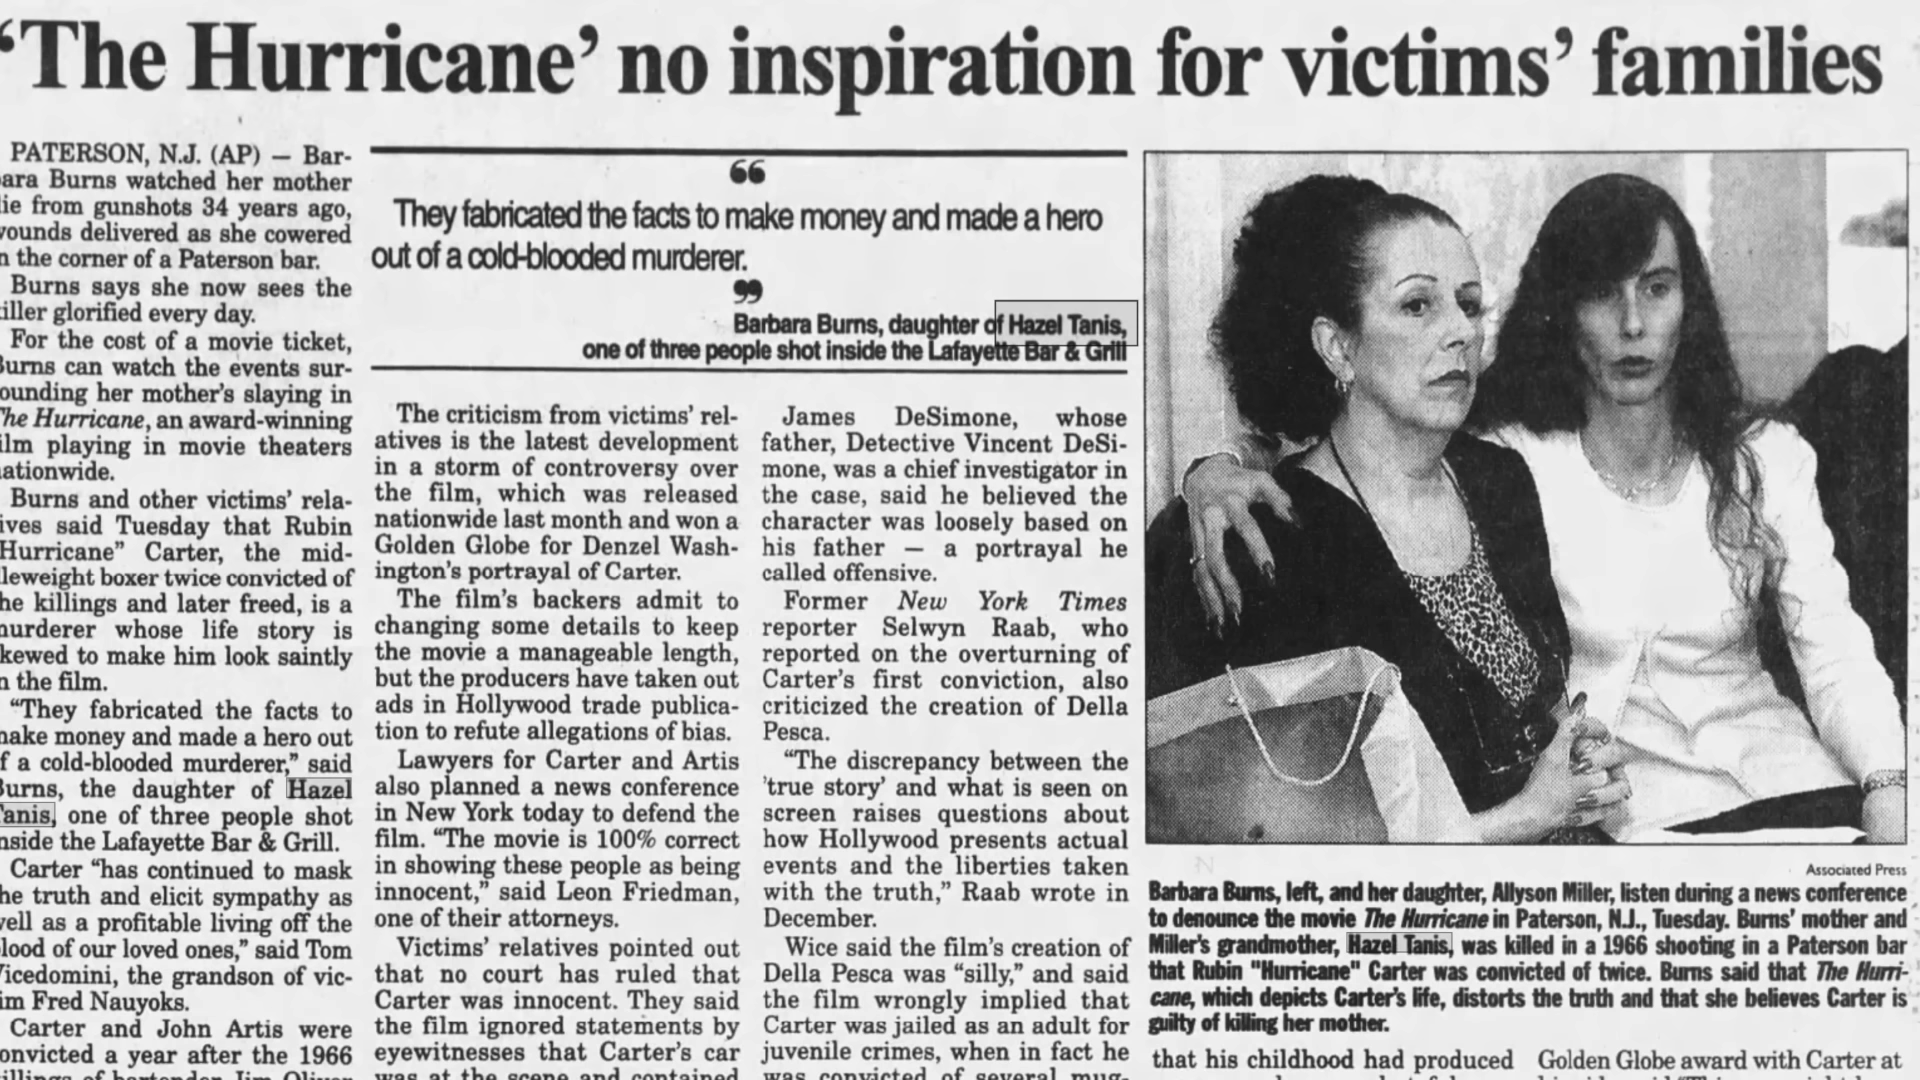 ‘The Hurricane’ no inspiration for victims’ families
PATERSON, N.J. (AP) — Bar-
ara Burns watched her mother
ie from gunshots 34 years ago,
ounds delivered as she cowered
n the corner of a Paterson bar.
Burns says she now sees the
iller glorified every day.
For the cost of a movie ticket,
Burns can watch the events sur-
ounding her mother’s slaying in
The Hurricane, an award-winning
film playing in movie theaters
ationwide.
Burns and other victims’ rela-
ives said Tuesday that Rubin
“Hurricane” Carter, the mid-
leweight boxer twice convicted of
he killings and later freed, is a
murderer whose life story is
kewed to make him look saintly
n the film.
“They fabricated the facts to
make money and made a hero out
f a cold-blooded murderer,” said
Burns, the daughter of Hazel
Tanis, one of three people shot
nside the Lafayette Bar & Grill.
Carter “has continued to mask
he truth and elicit sympathy as
well as a profitable living off the
blood of our loved ones,” said Tom
Vicedomini, the grandson of vic-
im Fred Nauyoks.
Carter and John Artis were
onvicted a year after the 1966
killings of bartender Jim Oliver
“
They fabricated the facts to make money and made a hero
out of a cold-blooded murderer.
”
Barbara Burns, daughter of Hazel Tanis,
one of three people shot inside the Lafayette Bar & Grill
The criticism from victims’ rel-
atives is the latest development
in a storm of controversy over
the film, which was released
nationwide last month and won a
Golden Globe for Denzel Wash-
ington’s portrayal of Carter.
The film’s backers admit to
changing some details to keep
the movie a manageable length,
but the producers have taken out
ads in Hollywood trade publica-
tion to refute allegations of bias.
Lawyers for Carter and Artis
also planned a news conference
in New York today to defend the
film. “The movie is 100% correct
in showing these people as being
innocent,” said Leon Friedman,
one of their attorneys.
Victims’ relatives pointed out
that no court has ruled that
Carter was innocent. They said
the film ignored statements by
eyewitnesses that Carter’s car
was at the scene and contained
James DeSimone, whose
father, Detective Vincent DeSi-
mone, was a chief investigator in
the case, said he believed the
character was loosely based on
his father — a portrayal he
called offensive.
Former New York Times
reporter Selwyn Raab, who
reported on the overturning of
Carter’s first conviction, also
criticized the creation of Della
Pesca.
“The discrepancy between the
'true story’ and what is seen on
screen raises questions about
how Hollywood presents actual
events and the liberties taken
with the truth,” Raab wrote in
December.
Wice said the film’s creation of
Della Pesca was “silly,” and said
the film wrongly implied that
Carter was jailed as an adult for
juvenile crimes, when in fact he
was convicted of several mug-
Associated Press
Barbara Burns, left, and her daughter, Allyson Miller, listen during a news conference
to denounce the movie The Hurricane in Paterson, N.J., Tuesday. Burns’ mother and
Miller’s grandmother, Hazel Tanis, was killed in a 1966 shooting in a Paterson bar
that Rubin "Hurricane" Carter was convicted of twice. Burns said that The Hurri-
cane, which depicts Carter’s life, distorts the truth and that she believes Carter is
guilty of killing her mother.
that his childhood had produced
Golden Globe award with Carter at